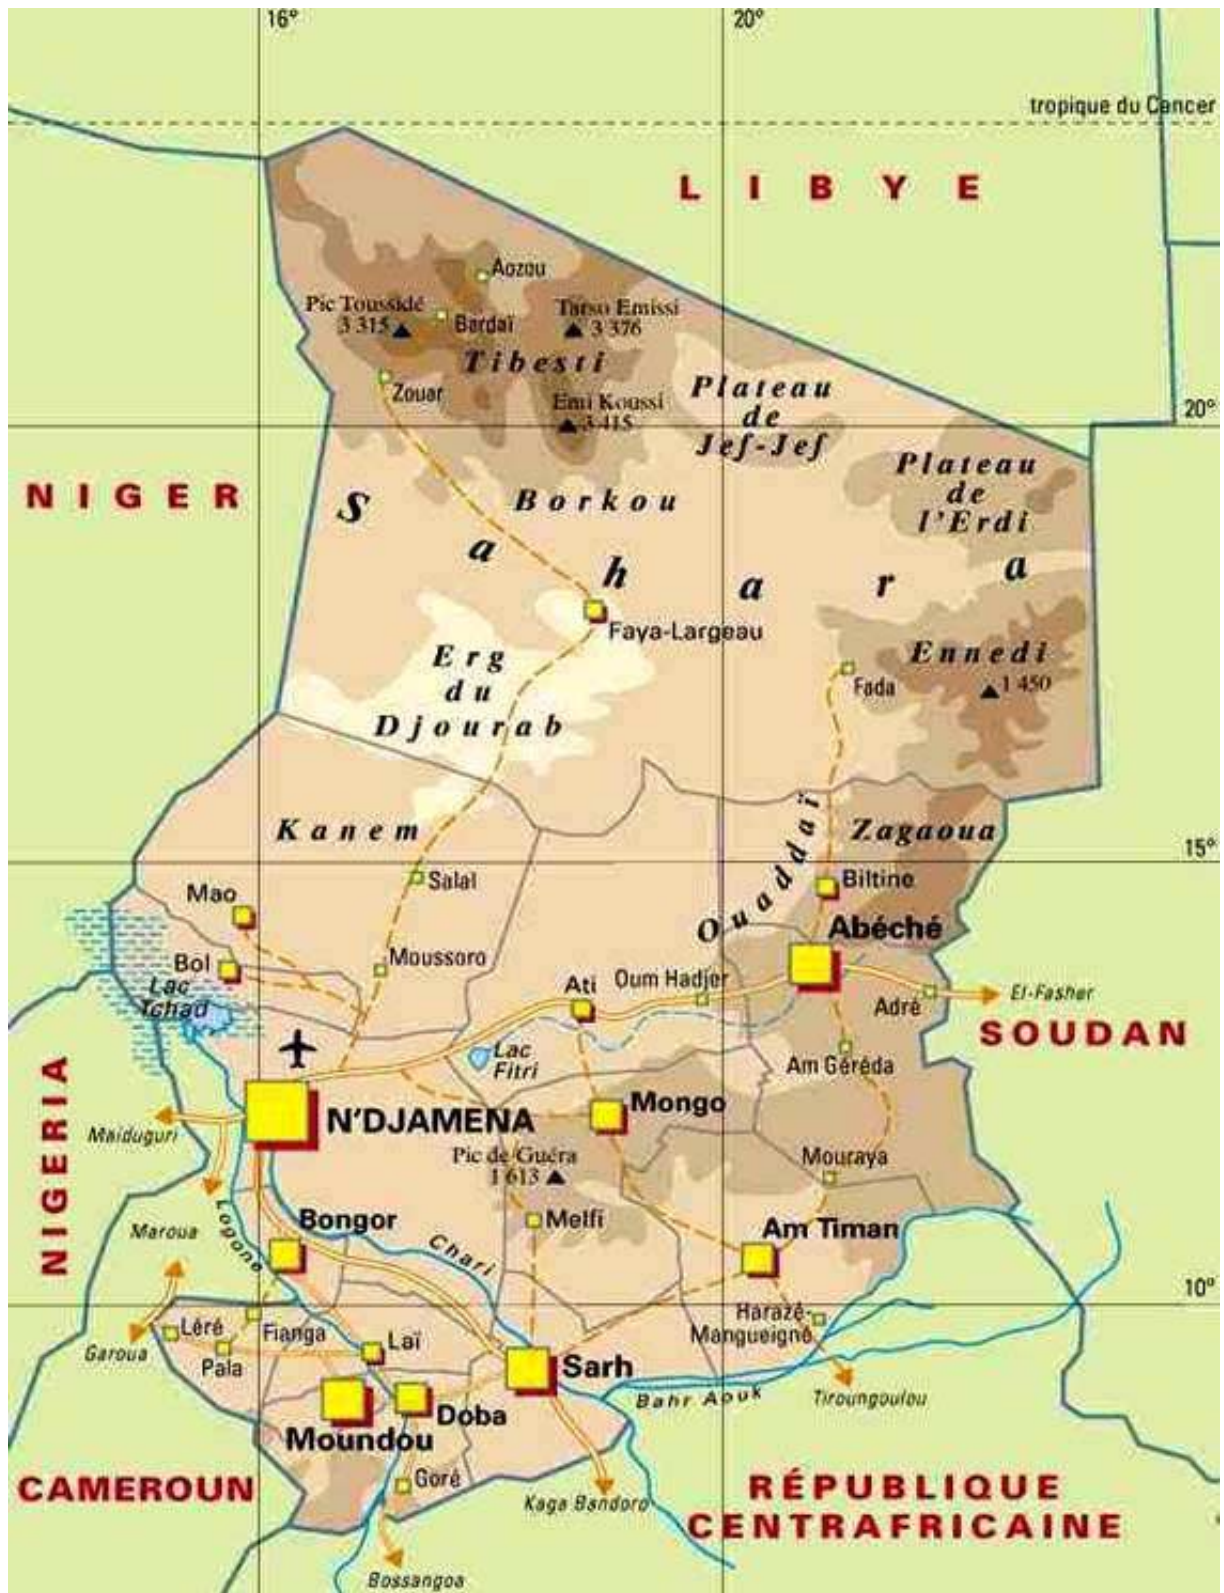 16°
20°
tropique du Cancer
LIBYE
Aozou
Pic Toussidé
3 315
Bardaï
Tarso Emissi
3 376
Tibesti
Zouar
Emi Koussi
3 415
Plateau
de
Jef-Jef
20°
Plateau
de
l'Erdi
NIGER
Borkou
Sahara
Faya-Largeau
Erg
du
Djourab
Ennedi
1 450
Fada
Kanem
Ouaddaï
Zagaoua
15°
Salal
Biltine
Mao
Abéché
Bol
Moussoro
Lac
Tchad
Ati
Oum Hadjer
Adré
El-Fasher
SOUDAN
Lac
Fitri
Am Géréda
NIGERIA
N'DJAMENA
Mongo
Maiduguri
Pic de Guéra
1 613
Mouraya
Maroua
Logone
Bongor
Chari
Melfi
Am Timan
10°
Léré
Fianga
Harazé-
Mangueigne
Garoua
Pala
Laï
Sarh
Bahr Aouk
Tiroungoulou
Doba
Moundou
Goré
CAMEROUN
Kaga Bandoro
RÉPUBLIQUE
CENTRAFRICAINE
Bossangoa